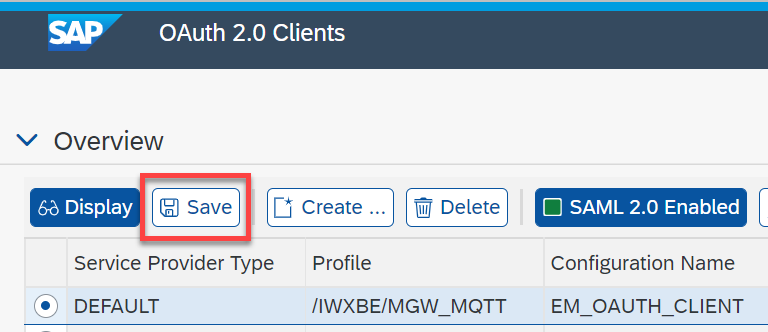 SAP OAuth 2.0 Clients
Overview
Display Save Create ... Delete SAML 2.0 Enabled
Service Provider Type Profile Configuration Name
DEFAULT /IWXBE/MGW_MQTT EM_OAUTH_CLIENT